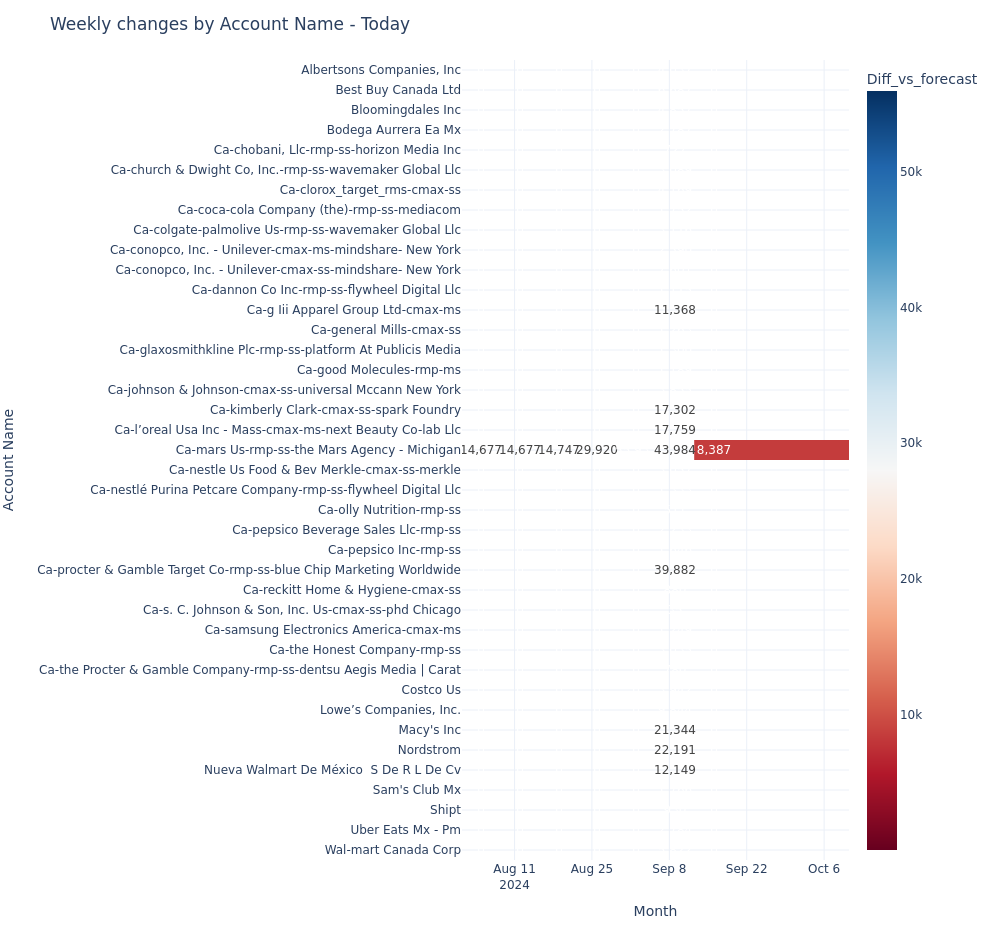 Weekly changes by Account Name - Today
Diff_vs_forecast
Account Name
Albertsons Companies, Inc
Best Buy Canada Ltd
Bloomingdales Inc
Bodega Aurrera Ea Mx
Ca-chobani, Llc-rmp-ss-horizon Media Inc
Ca-church & Dwight Co, Inc.-rmp-ss-wavemaker Global Llc
Ca-clorox_target_rms-cmax-ss
Ca-coca-cola Company (the)-rmp-ss-mediacom
Ca-colgate-palmolive Us-rmp-ss-wavemaker Global Llc
Ca-conopco, Inc. - Unilever-cmax-ms-mindshare- New York
Ca-conopco, Inc. - Unilever-cmax-ss-mindshare- New York
Ca-dannon Co Inc-rmp-ss-flywheel Digital Llc
Ca-g Iii Apparel Group Ltd-cmax-ms 11,368
Ca-general Mills-cmax-ss
Ca-glaxosmithkline Plc-rmp-ss-platform At Publicis Media
Ca-good Molecules-rmp-ms
Ca-johnson & Johnson-cmax-ss-universal Mccann New York
Ca-kimberly Clark-cmax-ss-spark Foundry 17,302
Ca-l’oreal Usa Inc - Mass-cmax-ms-next Beauty Co-lab Llc 17,759
Ca-mars Us-rmp-ss-the Mars Agency - Michigan 14,677 14,677 14,747 29,920 43,984 8,387
Ca-nestle Us Food & Bev Merkle-cmax-ss-merkle
Ca-nestlé Purina Petcare Company-rmp-ss-flywheel Digital Llc
Ca-olly Nutrition-rmp-ss
Ca-pepsico Beverage Sales Llc-rmp-ss
Ca-pepsico Inc-rmp-ss
Ca-procter & Gamble Target Co-rmp-ss-blue Chip Marketing Worldwide 39,882
Ca-reckitt Home & Hygiene-cmax-ss
Ca-s. C. Johnson & Son, Inc. Us-cmax-ss-phd Chicago
Ca-samsung Electronics America-cmax-ms
Ca-the Honest Company-rmp-ss
Ca-the Procter & Gamble Company-rmp-ss-dentsu Aegis Media | Carat
Costco Us
Lowe’s Companies, Inc.
Macy's Inc 21,344
Nordstrom 22,191
Nueva Walmart De México  S De R L De Cv 12,149
Sam's Club Mx
Shipt
Uber Eats Mx - Pm
Wal-mart Canada Corp
50k
40k
30k
20k
10k
Aug 11 Aug 25 Sep 8 Sep 22 Oct 6
2024
Month